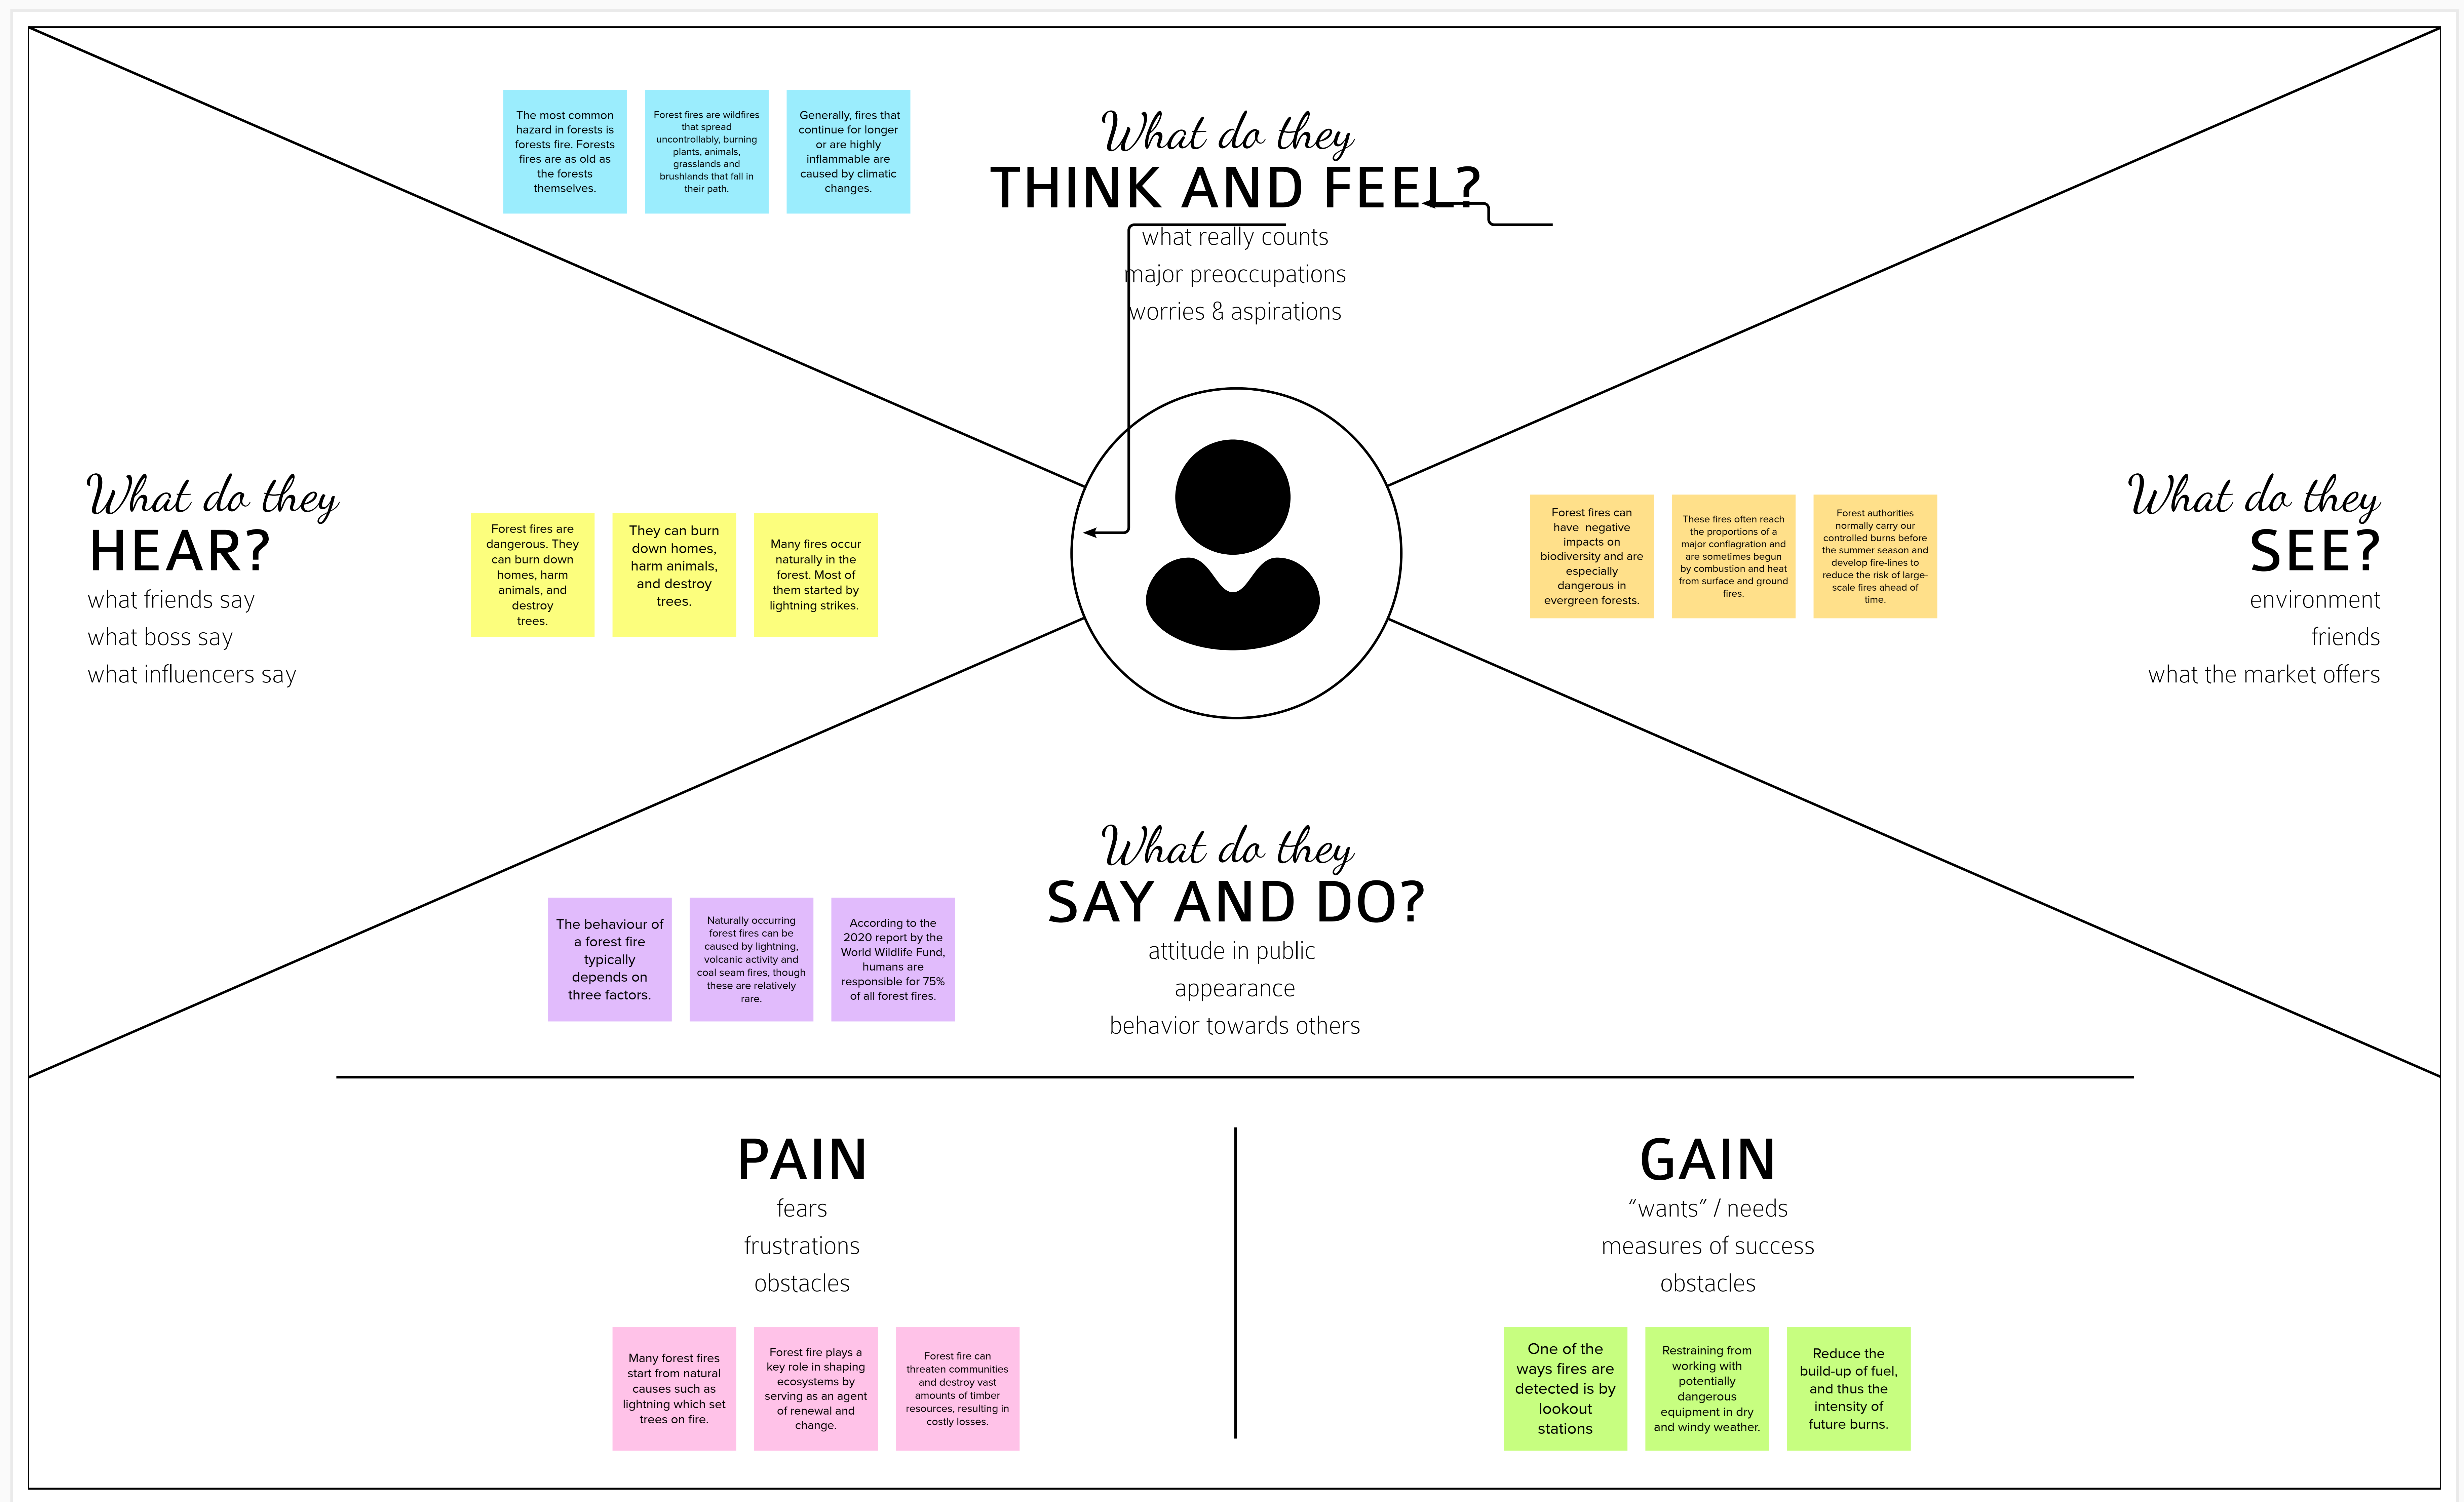 The most common
hazard in forests is
forests fire. Forests
fires are as old as
the forests
themselves.
Forest fires are wildfires
that spread
uncontrollably, burning
plants, animals,
grasslands and
brushlands that fall in
their path.
Generally, fires that
continue for longer
or are highly
inflammable are
caused by climatic
changes.
What do they
THINK AND FEEL?
what really counts
major preoccupations
worries & aspirations
What do they
HEAR?
what friends say
what boss say
what influencers say
Forest fires are
dangerous. They
can burn down
homes, harm
animals, and
destroy
trees.
They can burn
down homes,
harm animals,
and destroy
trees.
Many fires occur
naturally in the
forest. Most of
them started by
lightning strikes.
Forest fires can
have  negative
impacts on
biodiversity and are
especially
dangerous in
evergreen forests.
These fires often reach
the proportions of a
major conflagration and
are sometimes begun
by combustion and heat
from surface and ground
fires.
Forest authorities
normally carry our
controlled burns before
the summer season and
develop fire-lines to
reduce the risk of large-
scale fires ahead of
time.
What do they
SEE?
environment
friends
what the market offers
The behaviour of
a forest fire
typically
depends on
three factors.
Naturally occurring
forest fires can be
caused by lightning,
volcanic activity and
coal seam fires, though
these are relatively
rare.
According to the
2020 report by the
World Wildlife Fund,
humans are
responsible for 75%
of all forest fires.
What do they
SAY AND DO?
attitude in public
appearance
behavior towards others
PAIN
fears
frustrations
obstacles
Many forest fires
start from natural
causes such as
lightning which set
trees on fire.
Forest fire plays a
key role in shaping
ecosystems by
serving as an agent
of renewal and
change.
Forest fire can
threaten communities
and destroy vast
amounts of timber
resources, resulting in
costly losses.
GAIN
“wants” / needs
measures of success
obstacles
One of the
ways fires are
detected is by
lookout
stations
Restraining from
working with
potentially
dangerous
equipment in dry
and windy weather.
Reduce the
build-up of fuel,
and thus the
intensity of
future burns.